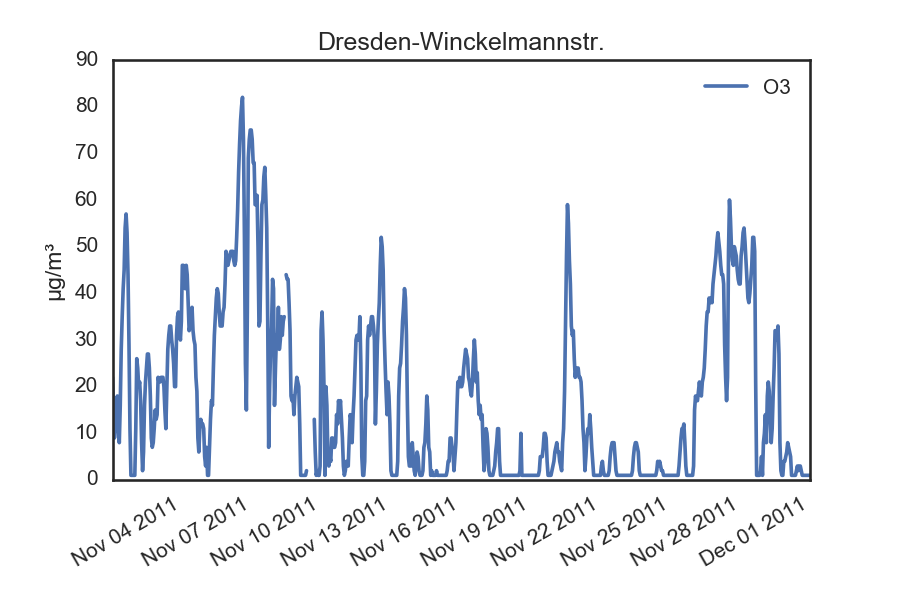 Dresden-Winckelmannstr.
90
80
70
60
50
40
30
20
10
0
µg/m³
O3
Nov 04 2011
Nov 07 2011
Nov 10 2011
Nov 13 2011
Nov 16 2011
Nov 19 2011
Nov 22 2011
Nov 25 2011
Nov 28 2011
Dec 01 2011